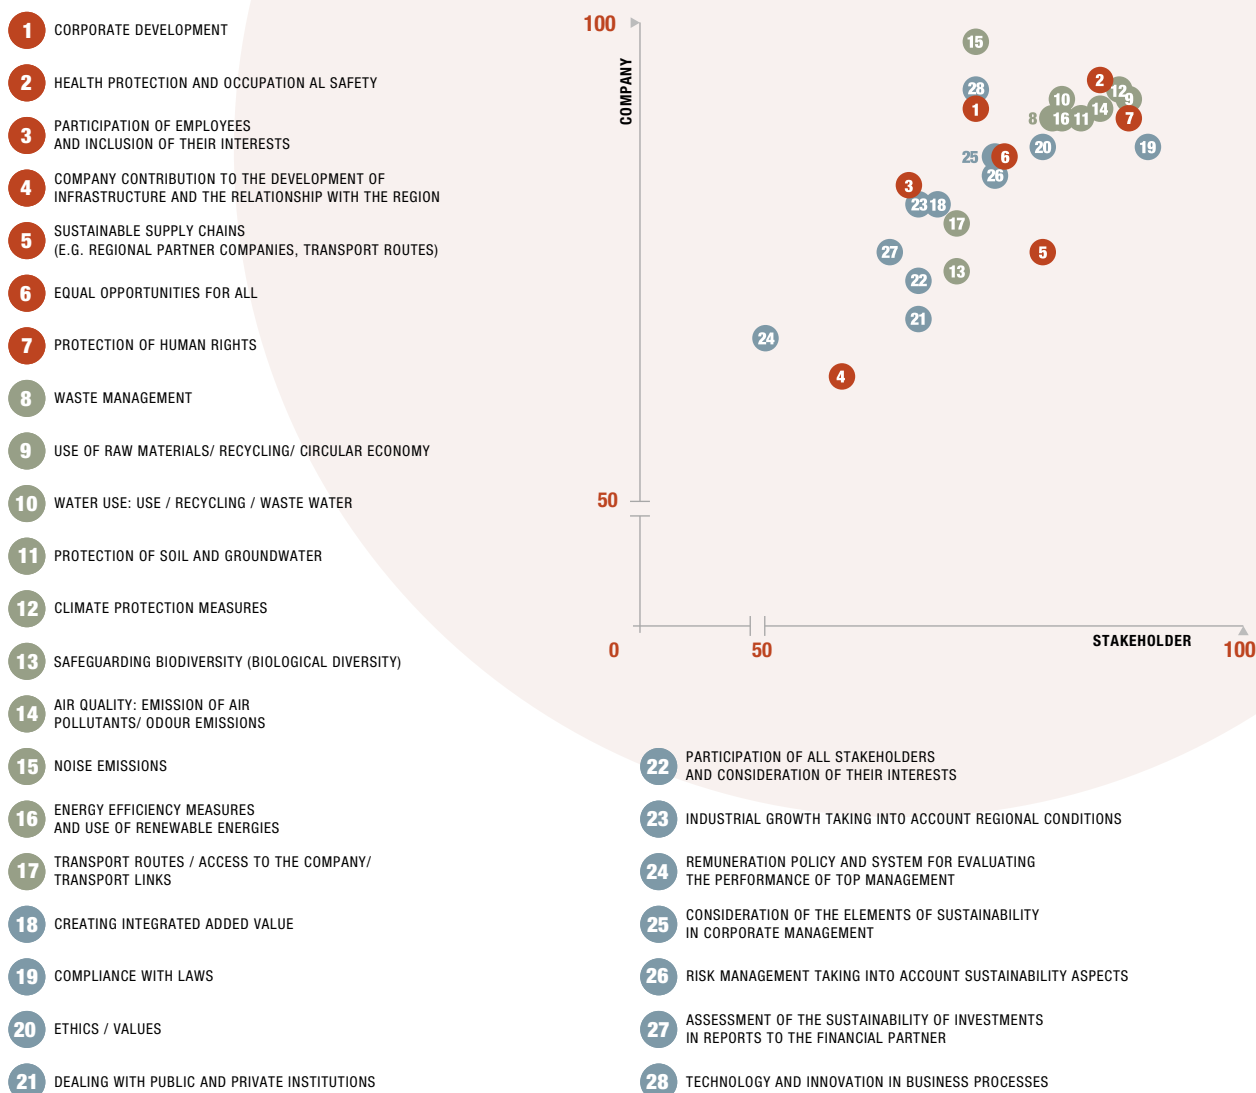 1 CORPORATE DEVELOPMENT
2 HEALTH PROTECTION AND OCCUPATION AL SAFETY
3 PARTICIPATION OF EMPLOYEES
AND INCLUSION OF THEIR INTERESTS
4 COMPANY CONTRIBUTION TO THE DEVELOPMENT OF
INFRASTRUCTURE AND THE RELATIONSHIP WITH THE REGION
5 SUSTAINABLE SUPPLY CHAINS
(E.G. REGIONAL PARTNER COMPANIES, TRANSPORT ROUTES)
6 EQUAL OPPORTUNITIES FOR ALL
7 PROTECTION OF HUMAN RIGHTS
8 WASTE MANAGEMENT
9 USE OF RAW MATERIALS/ RECYCLING/ CIRCULAR ECONOMY
10 WATER USE: USE / RECYCLING / WASTE WATER
11 PROTECTION OF SOIL AND GROUNDWATER
12 CLIMATE PROTECTION MEASURES
13 SAFEGUARDING BIODIVERSITY (BIOLOGICAL DIVERSITY)
14 AIR QUALITY: EMISSION OF AIR
POLLUTANTS/ ODOUR EMISSIONS
15 NOISE EMISSIONS
16 ENERGY EFFICIENCY MEASURES
AND USE OF RENEWABLE ENERGIES
17 TRANSPORT ROUTES / ACCESS TO THE COMPANY/
TRANSPORT LINKS
18 CREATING INTEGRATED ADDED VALUE
19 COMPLIANCE WITH LAWS
20 ETHICS / VALUES
21 DEALING WITH PUBLIC AND PRIVATE INSTITUTIONS
100
COMPANY
15
28
1
2
12
9
10
14
8
16
11
7
20
19
25
6
26
3
23
18
17
27
5
13
22
21
24
4
50
0
50
STAKEHOLDER
100
22 PARTICIPATION OF ALL STAKEHOLDERS
AND CONSIDERATION OF THEIR INTERESTS
23 INDUSTRIAL GROWTH TAKING INTO ACCOUNT REGIONAL CONDITIONS
24 REMUNERATION POLICY AND SYSTEM FOR EVALUATING
THE PERFORMANCE OF TOP MANAGEMENT
25 CONSIDERATION OF THE ELEMENTS OF SUSTAINABILITY
IN CORPORATE MANAGEMENT
26 RISK MANAGEMENT TAKING INTO ACCOUNT SUSTAINABILITY ASPECTS
27 ASSESSMENT OF THE SUSTAINABILITY OF INVESTMENTS
IN REPORTS TO THE FINANCIAL PARTNER
28 TECHNOLOGY AND INNOVATION IN BUSINESS PROCESSES